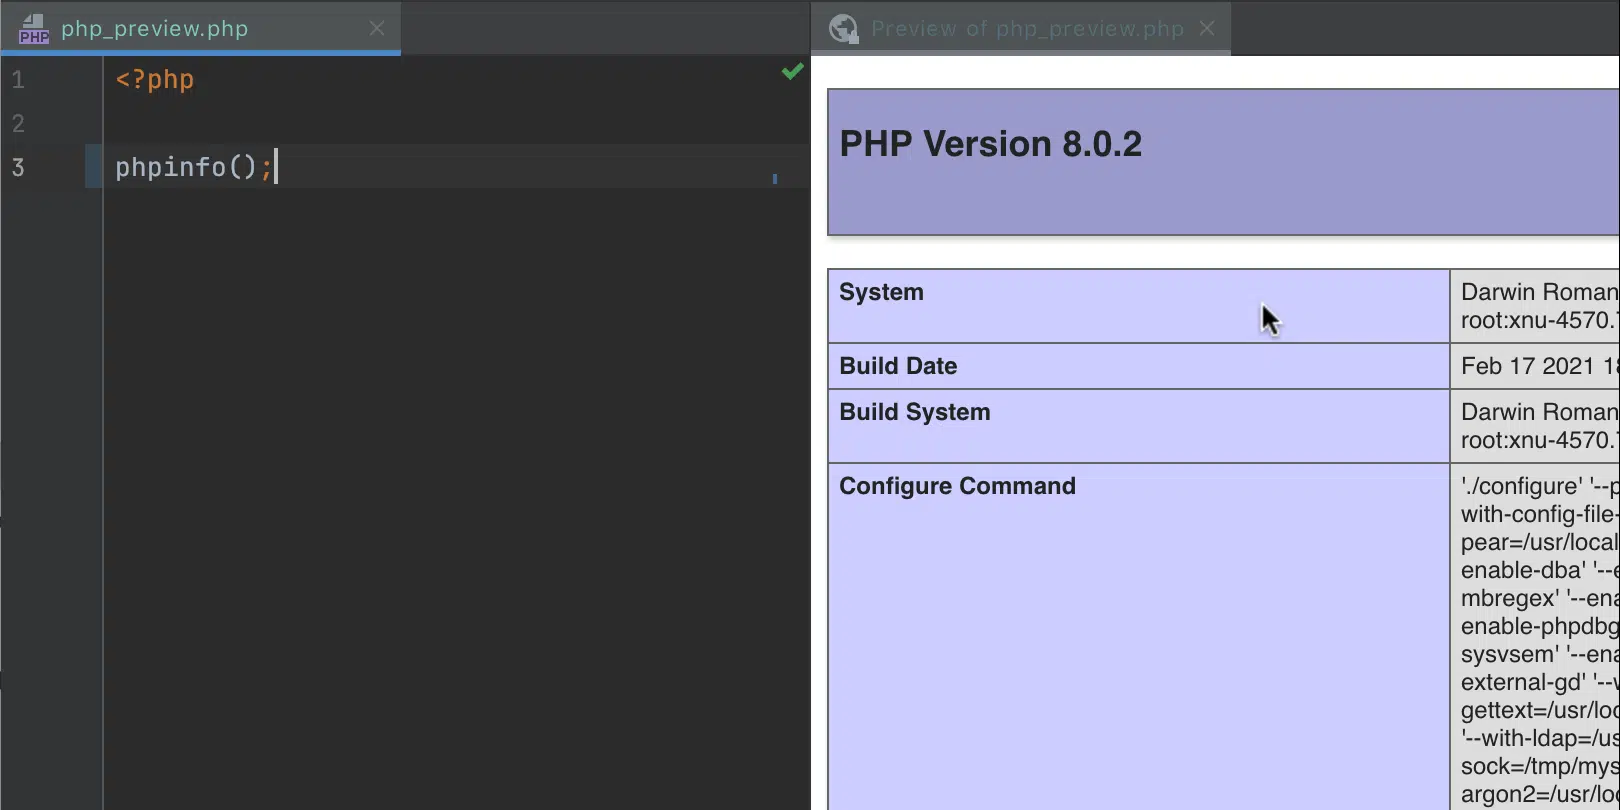 PHP php_preview.php
1 <?php
2
3 phpinfo();
Preview of php_preview.php
PHP Version 8.0.2
System
Darwin Roman
root:xnu-4570.
Build Date
Feb 17 2021
Build System
Darwin Roman
root:xnu-4570.
Configure Command
'./configure' '--p
with-config-file-
pear=/usr/local
enable-dba' '--e
mbregex' '--ena
enable-phpdbg
sysvsem' '--ena
external-gd' '--w
gettext=/usr/loc
'--with-ldap=/us
sock=/tmp/mys
argon2=/usr/loc